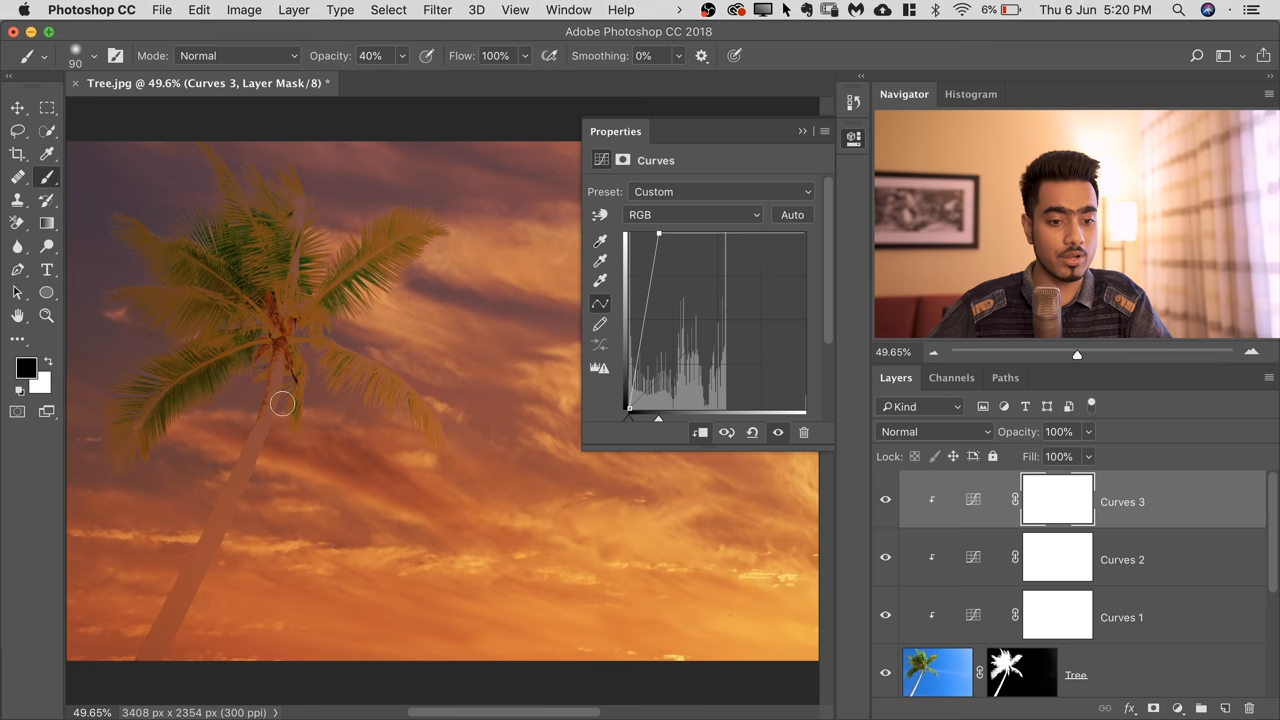 Photoshop CC File Edit Image Layer Type Select Filter 3D View Window Help 6% Thu 6 Jun 5:20 PM
Adobe Photoshop CC 2018
90 Mode: Normal Opacity: 40% Flow: 100% Smoothing: 0%
Tree.jpg @ 49.6% (Curves 3, Layer Mask/8) *
Properties
Curves
Preset: Custom
RGB Auto
Navigator Histogram
49.65%
Layers Channels Paths
Kind
Normal Opacity: 100%
Lock: Fill: 100%
Curves 3
Curves 2
Curves 1
Tree
fx
49.65% 3408 px x 2354 px (300 ppi)